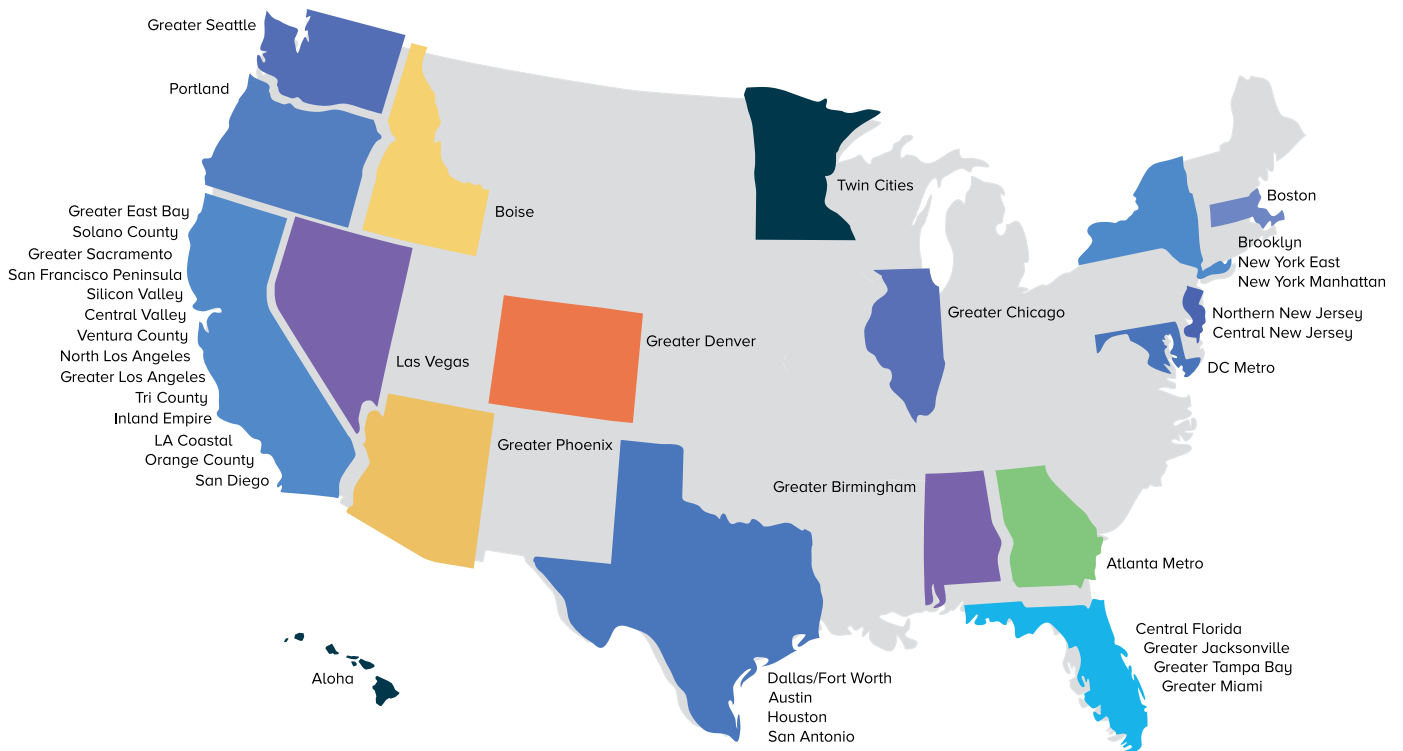 Greater Seattle
Portland
Greater East Bay
Solano County
Greater Sacramento
San Francisco Peninsula
Silicon Valley
Central Valley
Ventura County
North Los Angeles
Greater Los Angeles
Tri County
Inland Empire
LA Coastal
Orange County
San Diego
Boise
Las Vegas
Greater Phoenix
Greater Denver
Twin Cities
Greater Chicago
Greater Birmingham
Boston
Brooklyn
New York East
New York Manhattan
Northern New Jersey
Central New Jersey
DC Metro
Atlanta Metro
Central Florida
Greater Jacksonville
Greater Tampa Bay
Greater Miami
Dallas/Fort Worth
Austin
Houston
San Antonio
Aloha